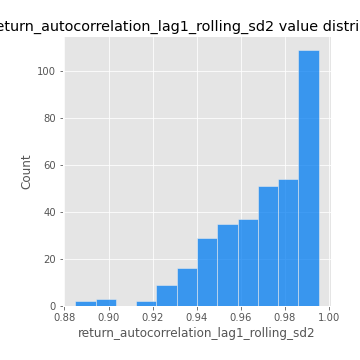 return_autocorrelation_lag1_rolling_sd2 value distri
100
80
60
40
20
0
Count
0.88 0.90 0.92 0.94 0.96 0.98 1.00
return_autocorrelation_lag1_rolling_sd2